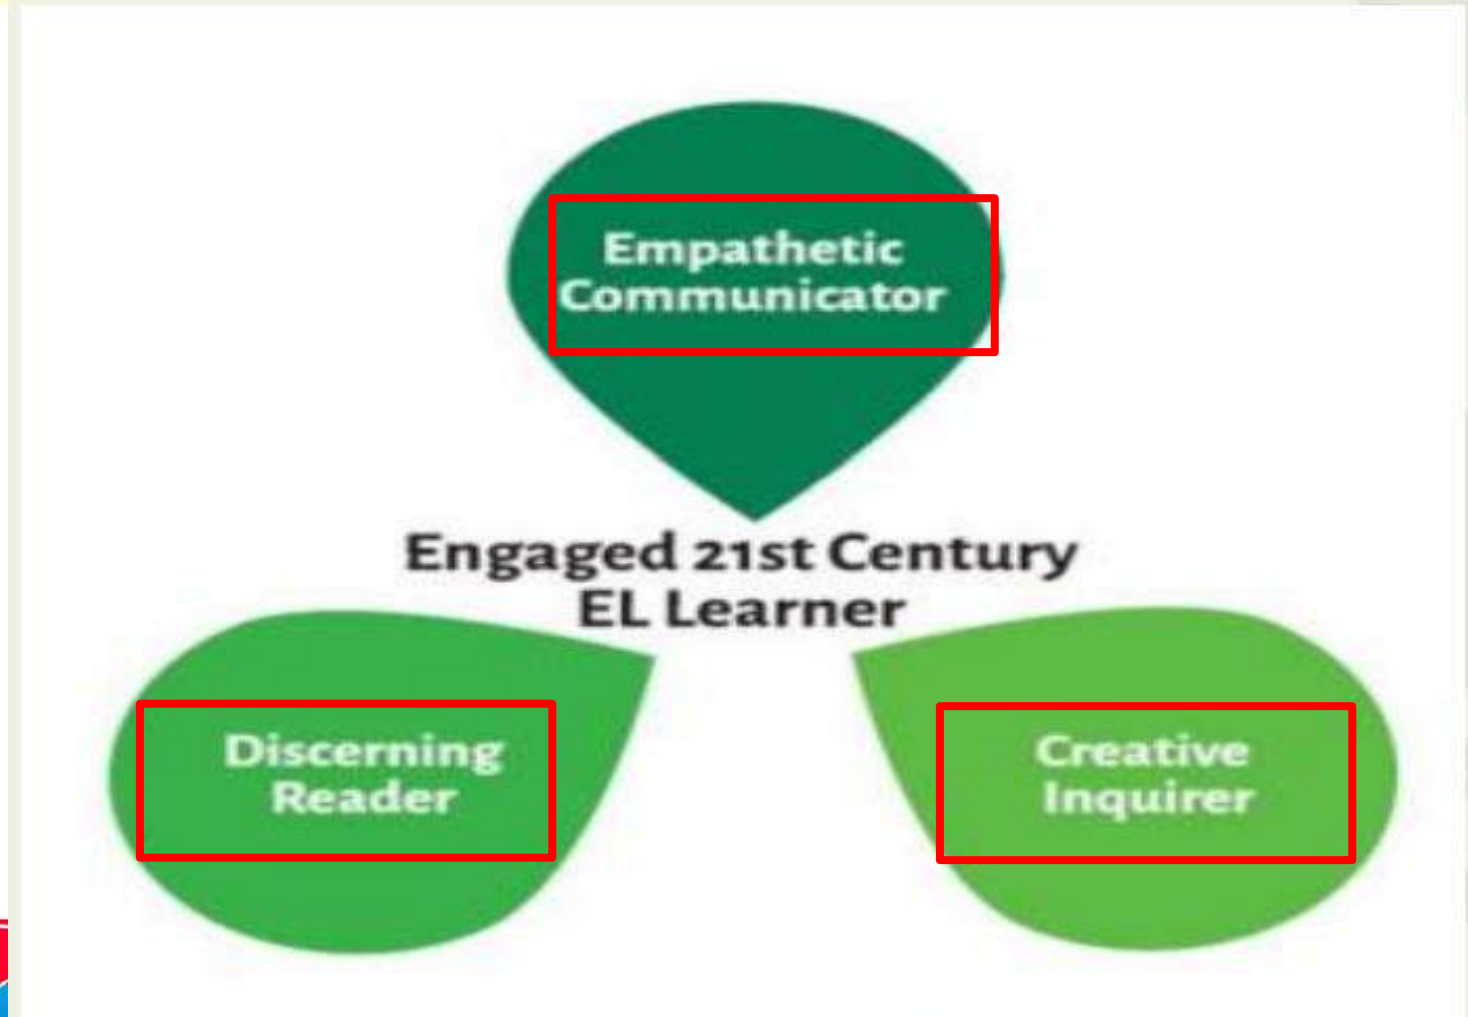 Empathetic
Communicator
Engaged 21st Century
EL Learner
Discerning
Reader
Creative
Inquirer